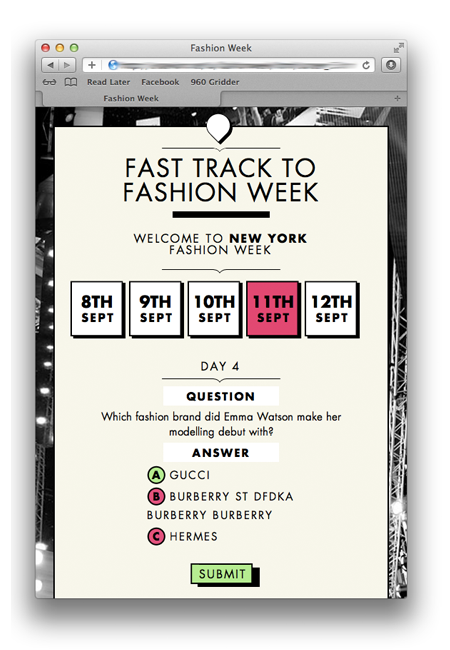 Fashion Week
Read Later Facebook 960 Gridder
Fashion Week
FAST TRACK TO
FASHION WEEK
WELCOME TO NEW YORK
FASHION WEEK
8TH 9TH 10TH 11TH 12TH
SEPT SEPT SEPT SEPT SEPT
DAY 4
QUESTION
Which fashion brand did Emma Watson make her
modelling debut with?
ANSWER
A GUCCI
B BURBERRY ST DFDKA
BURBERRY BURBERRY
C HERMES
SUBMIT